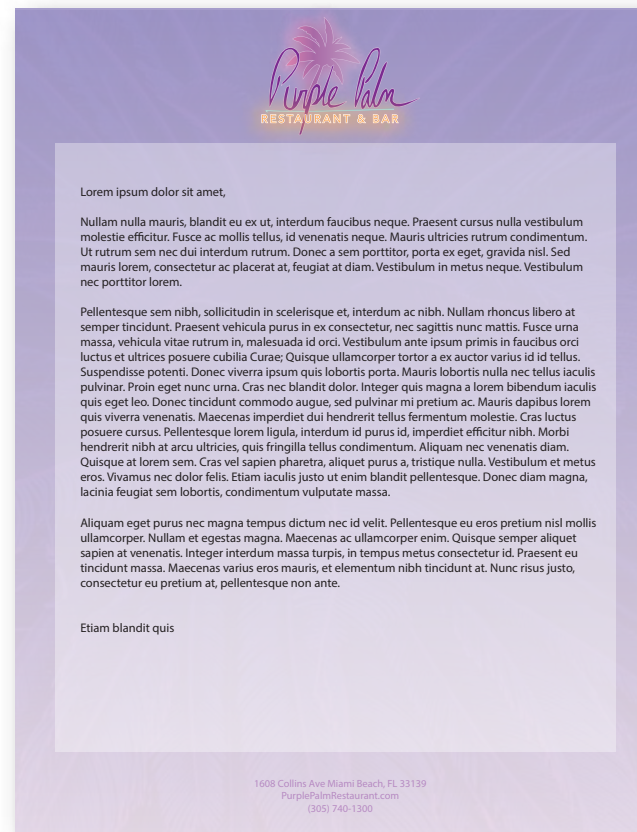 Purple Palm
RESTAURANT & BAR
Lorem ipsum dolor sit amet,
Nullam nulla mauris, blandit eu ex ut, interdum faucibus neque. Praesent cursus nulla vestibulum
molestie efficitur. Fusce ac mollis tellus, id venenatis neque. Mauris ultricies rutrum condimentum.
Ut rutrum sem nec dui interdum rutrum. Donec a sem porttitor, porta ex eget, gravida nisl. Sed
mauris lorem, consectetur ac placerat at, feugiat at diam. Vestibulum in metus neque. Vestibulum
nec porttitor lorem.
Pellentesque sem nibh, sollicitudin in scelerisque et, interdum ac nibh. Nullam rhoncus libero at
semper tincidunt. Praesent vehicula purus in ex consectetur, nec sagittis nunc mattis. Fusce urna
massa, vehicula vitae rutrum in, malesuada id orci. Vestibulum ante ipsum primis in faucibus orci
luctus et ultrices posuere cubilia Curae; Quisque ullamcorper tortor a ex auctor varius id id tellus.
Suspendisse potenti. Donec viverra ipsum quis lobortis porta. Mauris lobortis nulla nec tellus iaculis
pulvinar. Proin eget nunc urna. Cras nec blandit dolor. Integer quis magna a lorem bibendum iaculis
quis eget leo. Donec tincidunt commodo augue, sed pulvinar mi pretium ac. Mauris dapibus lorem
quis viverra venenatis. Maecenas imperdiet dui hendrerit tellus fermentum molestie. Cras luctus
posuere cursus. Pellentesque lorem ligula, interdum id purus id, imperdiet efficitur nibh. Morbi
hendrerit nibh at arcu ultricies, quis fringilla tellus condimentum. Aliquam nec venenatis diam.
Quisque at lorem sem. Cras vel sapien pharetra, aliquet purus a, tristique nulla. Vestibulum et metus
eros. Vivamus nec dolor felis. Etiam iaculis justo ut enim blandit pellentesque. Donec diam magna,
lacinia feugiat sem lobortis, condimentum vulputate massa.
Aliquam eget purus nec magna tempus dictum nec id velit. Pellentesque eu eros pretium nisl mollis
ullamcorper. Nullam et egestas magna. Maecenas ac ullamcorper enim. Quisque semper aliquet
sapien at venenatis. Integer interdum massa turpis, in tempus metus consectetur id. Praesent eu
tincidunt massa. Maecenas varius eros mauris, et elementum nibh tincidunt at. Nunc risus justo,
consectetur eu pretium at, pellentesque non ante.
Etiam blandit quis
1608 Collins Ave Miami Beach, FL 33139
PurplePalmRestaurant.com
(305) 740-1300